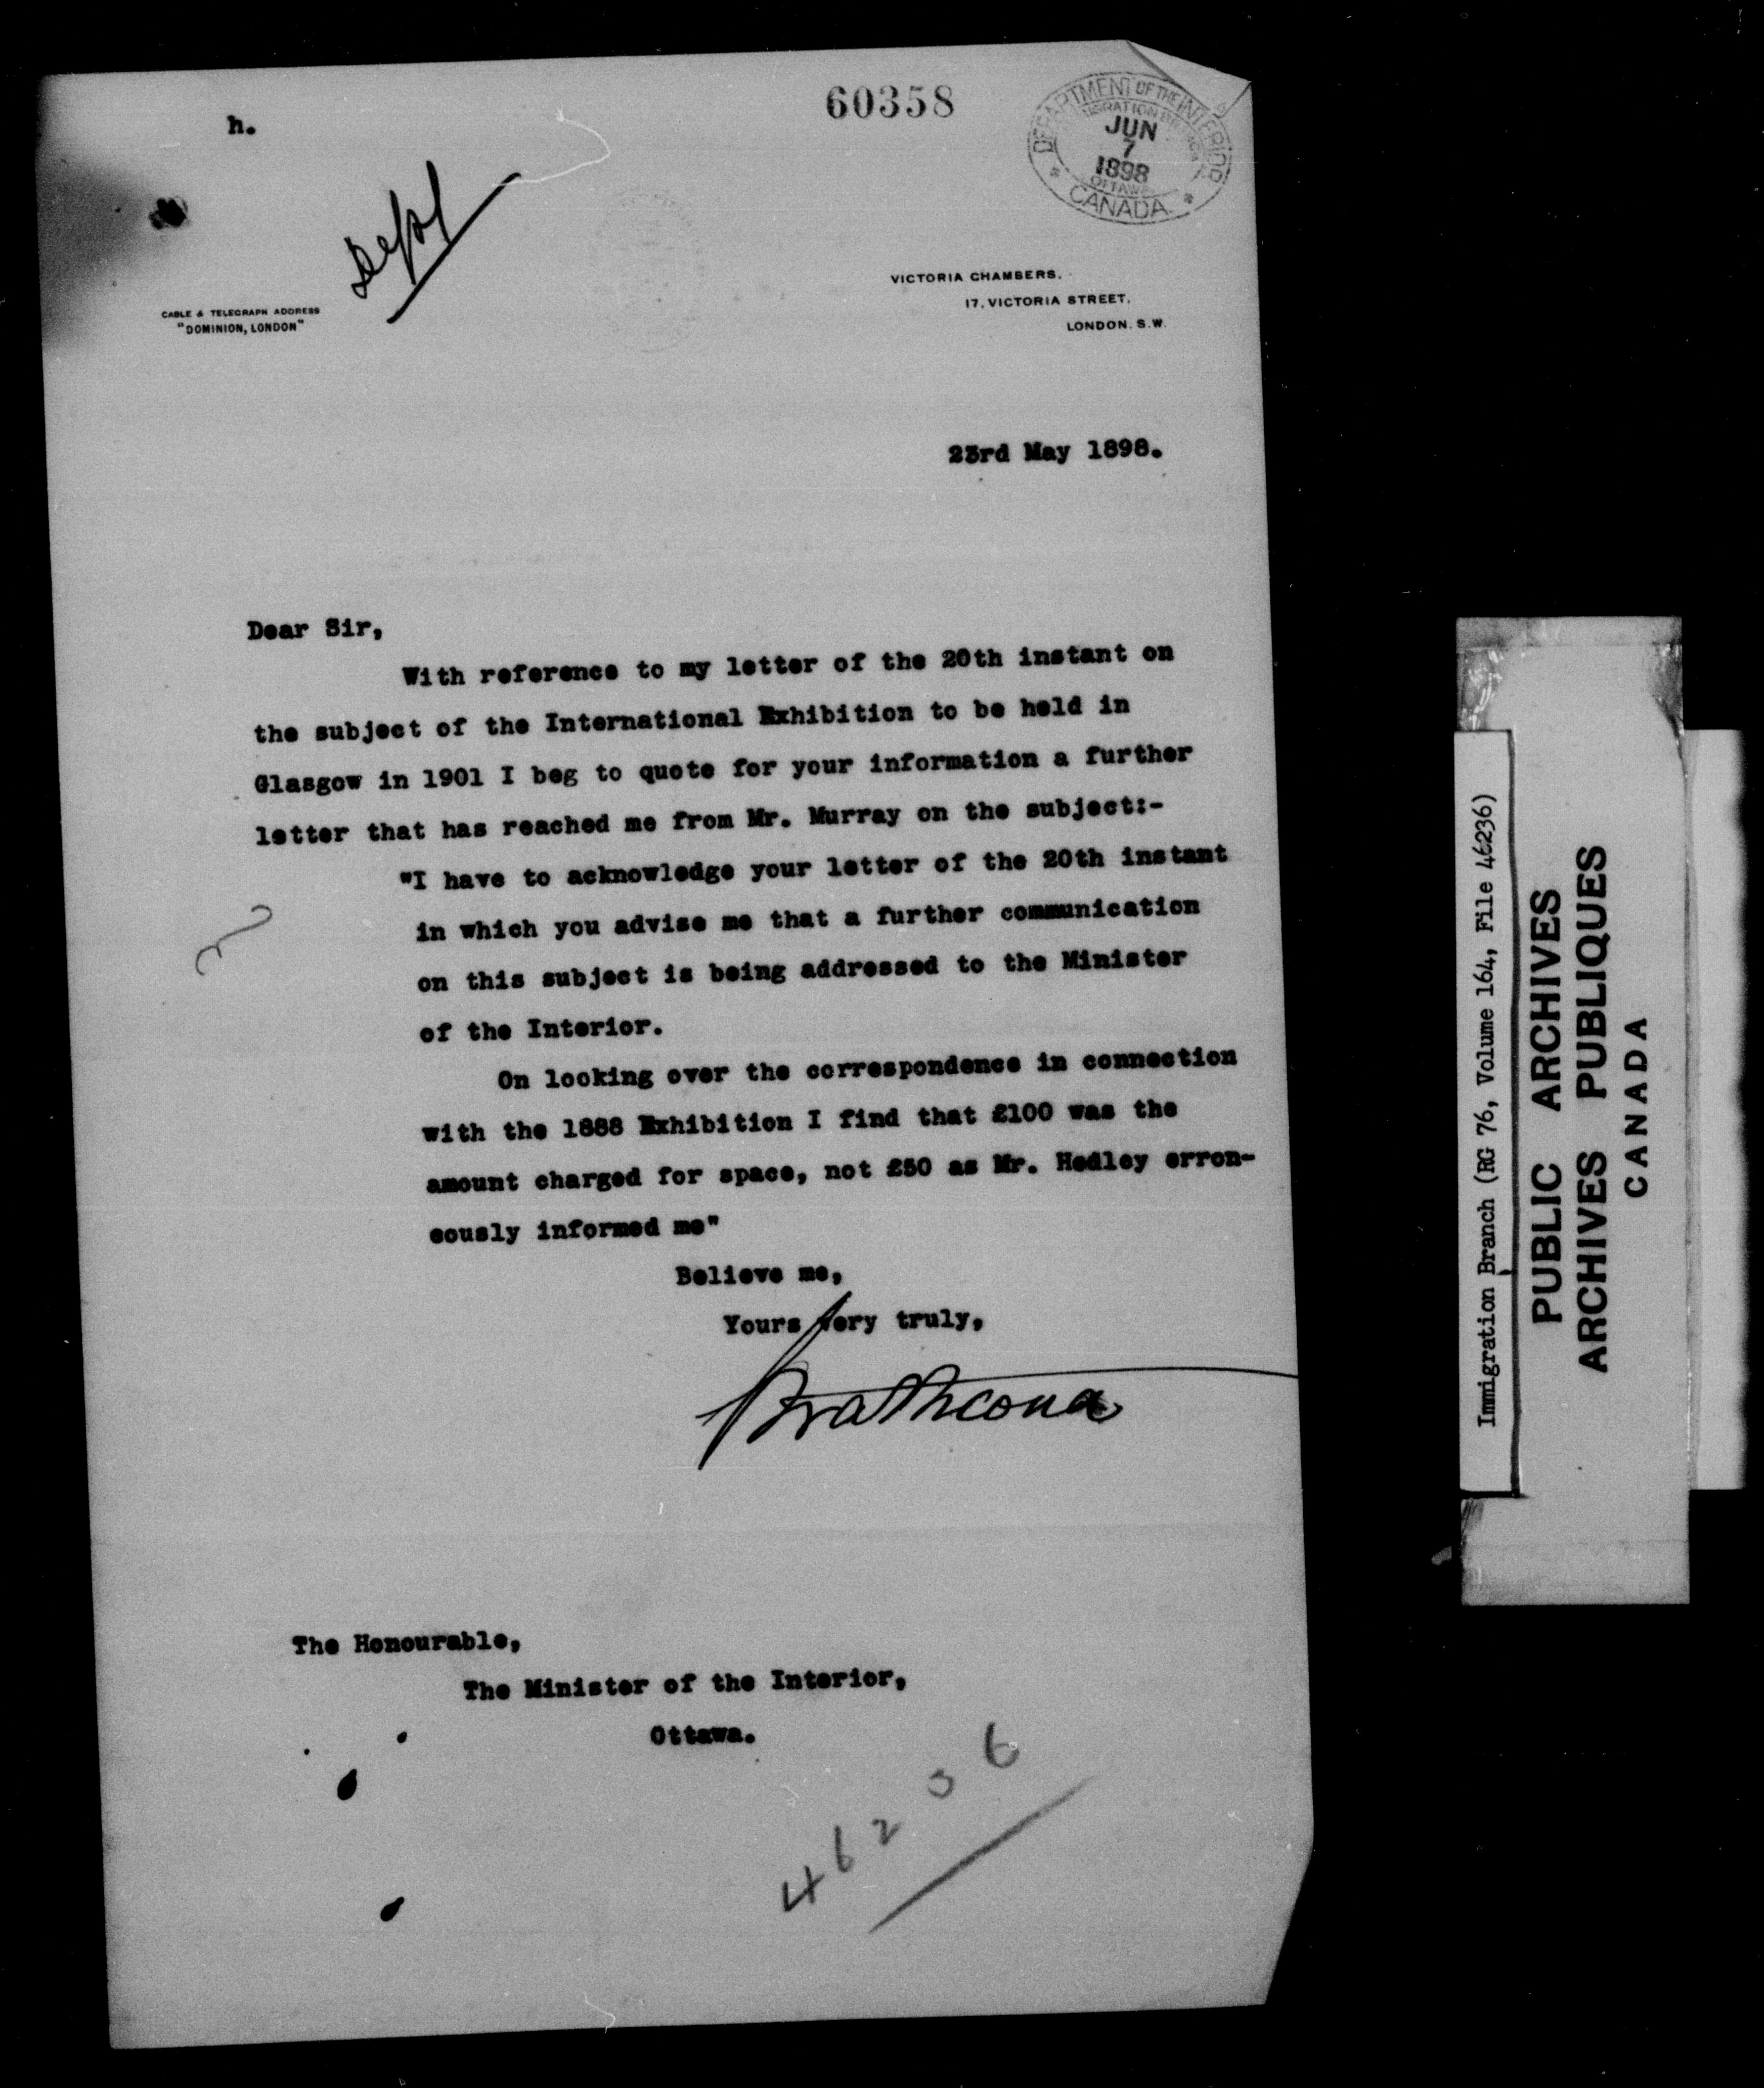 60358
h.
DEPARTMENT OF THE INTERIOR
JUN
7
1898
OTTAWA
CANADA
Dept
VICTORIA CHAMBERS,
17, VICTORIA STREET,
LONDON. S.W.
CABLE & TELEGRAPH ADDRESS
"DOMINION, LONDON"
23rd May 1898.
Dear Sir,
With reference to my letter of the 20th instant on
the subject of the International Exhibition to be held in
Glasgow in 1901 I beg to quote for your information a further
letter that has reached me from Mr. Murray on the subject:-
"I have to acknowledge your letter of the 20th instant
in which you advise me that a further communication
on this subject is being addressed to the Minister
of the Interior.
On looking over the correspondence in connection
with the 1888 Exhibition I find that £100 was the
amount charged for space, not £50 as Mr. Hedley erron-
eously informed me"
Believe me,
Yours very truly,
Strathcona
The Honourable,
The Minister of the Interior,
Ottawa.
46236
Immigration Branch (RG 76, Volume 164, File 46236)
PUBLIC ARCHIVES
ARCHIVES PUBLIQUES
CANADA